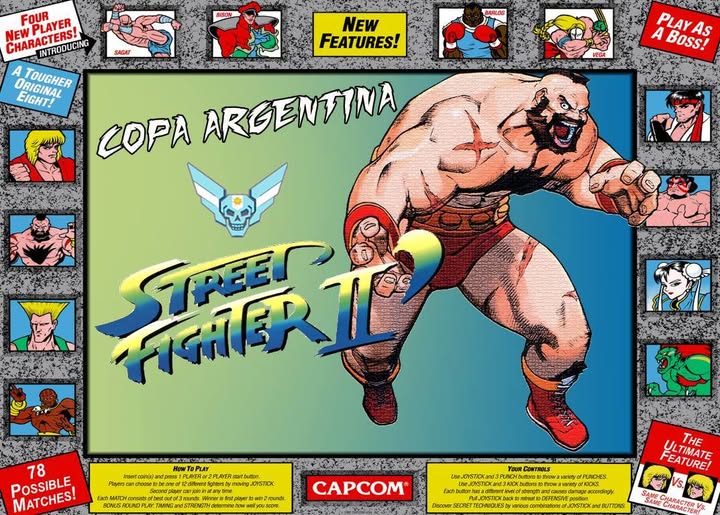 FOUR
NEW PLAYER
CHARACTERS!
INTRODUCING
SAGAT
BISON
NEW
FEATURES!
BARLOG
VEGA
PLAY AS
A BOSS!
A TOUGHER
ORIGINAL
EIGHT!
COPA ARGENTINA
STREET
FIGHTER II'
78
POSSIBLE
MATCHES!
HOW TO PLAY
Insert coin(s) and press 1 PLAYER or 2 PLAYER start button.
Players can choose to be one of 12 different fighters by moving JOYSTICK.
Second player can join in at any time.
Each MATCH consists of best out of 3 rounds. Winner is first player to win 2 rounds.
BONUS ROUND PLAY: TIMING and STRENGTH determine how well you score.
CAPCOM®
YOUR CONTROLS
Use JOYSTICK and 3 PUNCH buttons to throw a variety of PUNCHES.
Use JOYSTICK and 3 KICK buttons to throw a variety of KICKS.
Each button has a different level of strength and causes damage accordingly.
Pull JOYSTICK back to retreat to DEFENSIVE position
Discover SECRET TECHNIQUES by various combinations of JOYSTICK and BUTTONS.
THE
ULTIMATE
FEATURE!
VS.
SAME CHARACTER VS.
SAME CHARACTER!